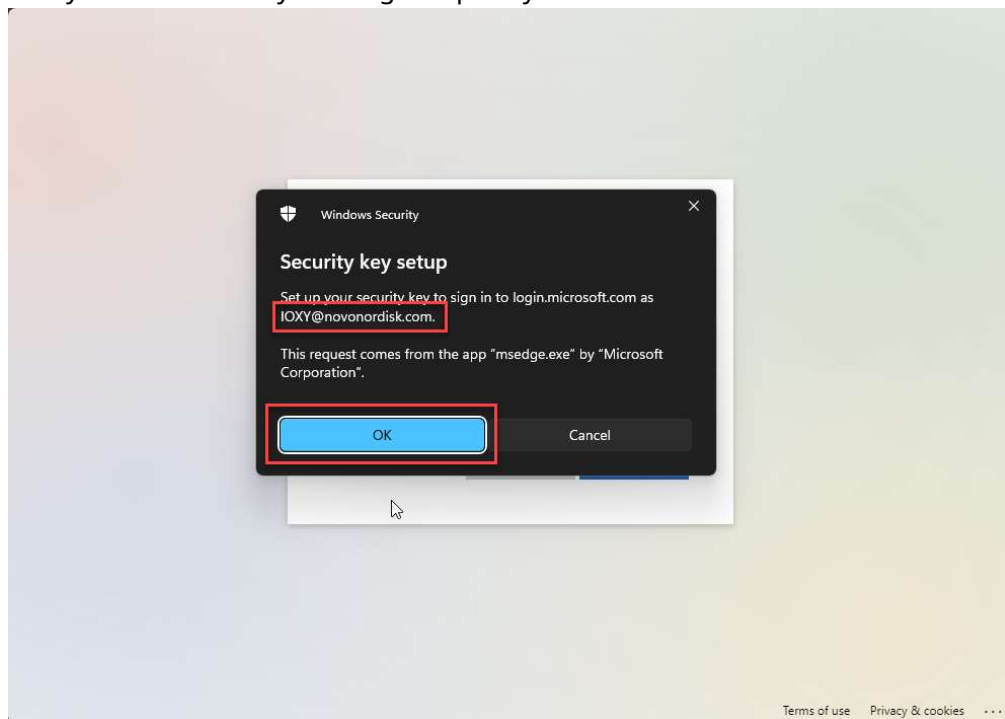 Windows Security
Security key setup
Set up your security key to sign in to login.microsoft.com as
IOXY@novonordisk.com.
This request comes from the app "msedge.exe" by "Microsoft
Corporation".
OK Cancel
Terms of use Privacy & cookies ...